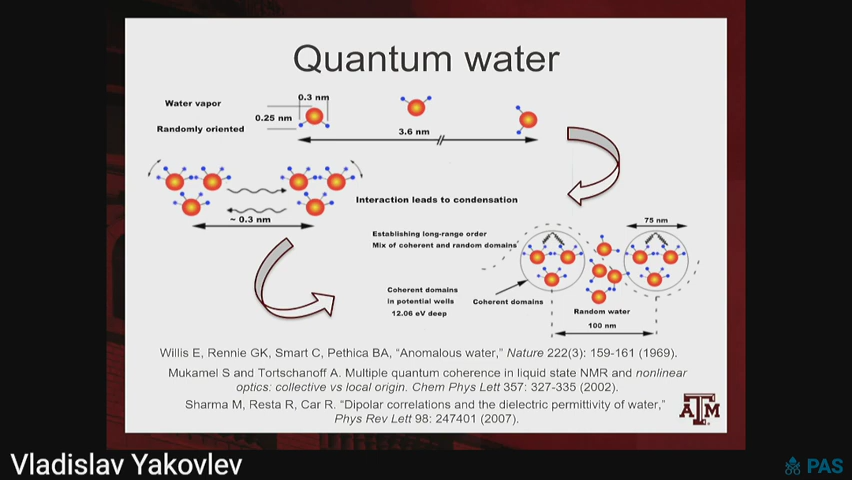 Quantum water
Water vapor
Randomly oriented
0.3 nm
0.25 nm
3.6 nm
Interaction leads to condensation
~ 0.3 nm
Establishing long-range order
Mix of coherent and random domains
75 nm
Coherent domains
in potential wells
12.06 eV deep
Coherent domains
Random water
100 nm
Willis E, Rennie GK, Smart C, Pethica BA, "Anomalous water," Nature 222(3): 159-161 (1969).
Mukamel S and Tortschanoff A. Multiple quantum coherence in liquid state NMR and nonlinear
optics: collective vs local origin. Chem Phys Lett 357: 327-335 (2002).
Sharma M, Resta R, Car R. "Dipolar correlations and the dielectric permittivity of water,"
Phys Rev Lett 98: 247401 (2007).
ATM
Vladislav Yakovlev
PAS